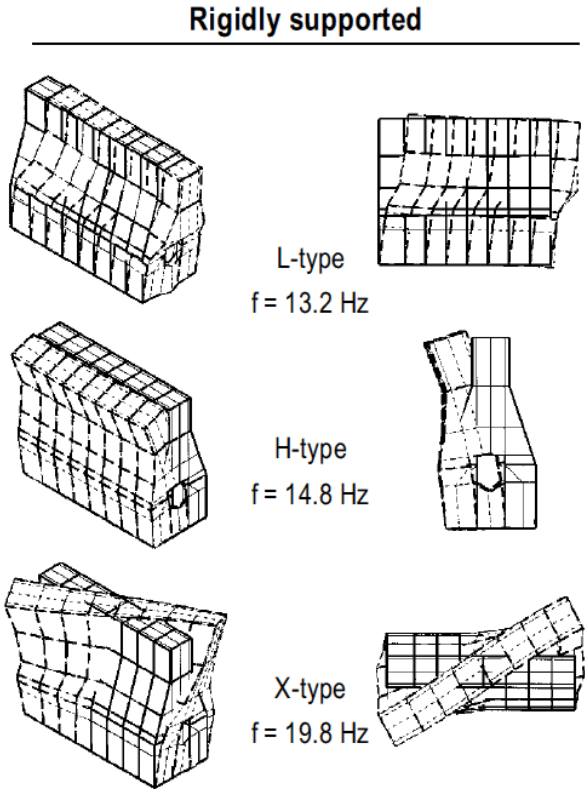 Rigidly supported
L-type
f = 13.2 Hz
H-type
f = 14.8 Hz
X-type
f = 19.8 Hz